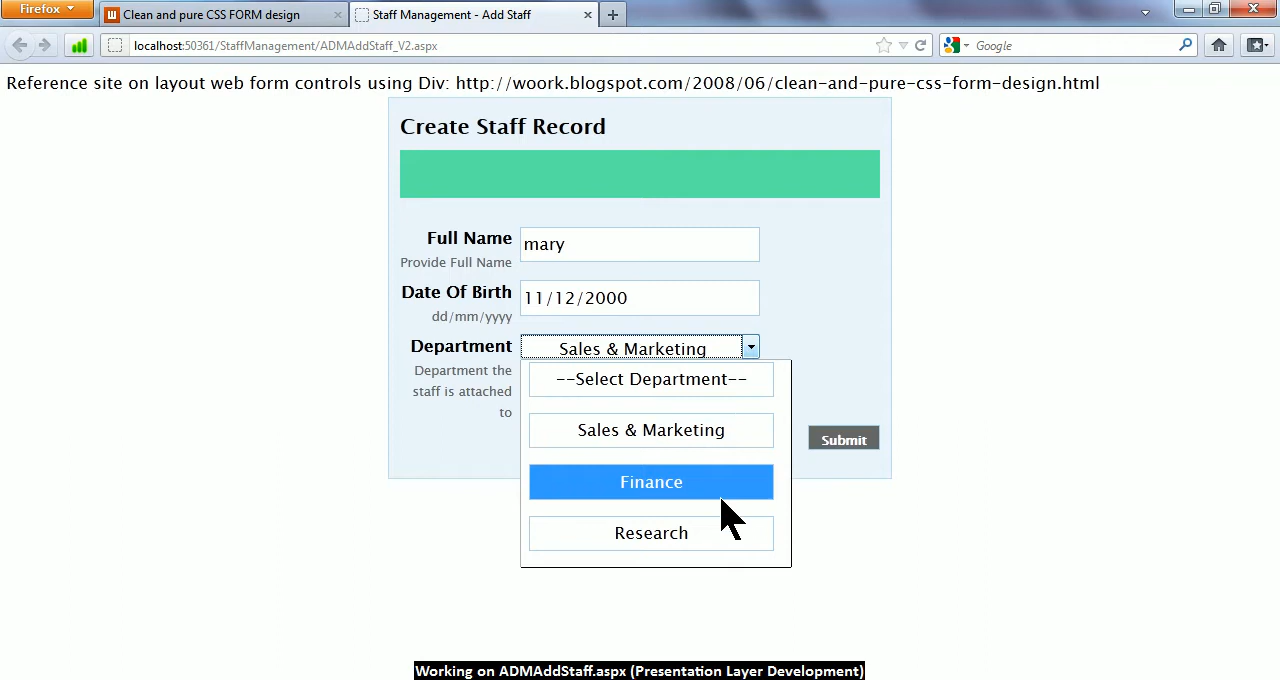 Firefox
Clean and pure CSS FORM design
Staff Management - Add Staff
localhost:50361/StaffManagement/ADMAddStaff_V2.aspx
Google
Reference site on layout web form controls using Div: http://woork.blogspot.com/2008/06/clean-and-pure-css-form-design.html
Create Staff Record
Full Name
mary
Provide Full Name
Date Of Birth
11/12/2000
dd/mm/yyyy
Department
Sales & Marketing
Department the
staff is attached
to
--Select Department--
Sales & Marketing
Finance
Research
Submit
Working on ADMAddStaff.aspx (Presentation Layer Development)